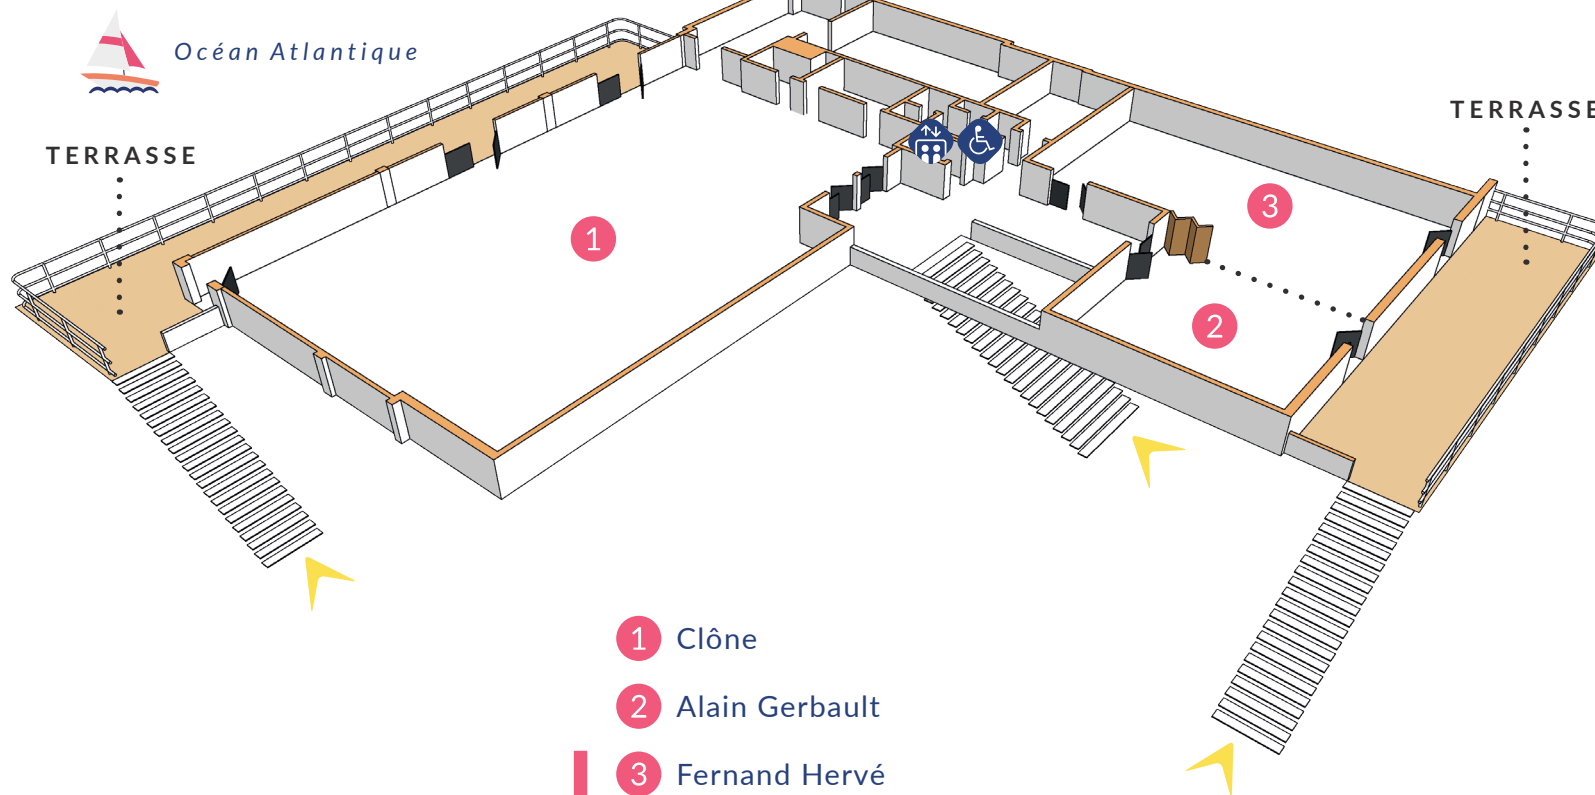 Océan Atlantique
TERRASSE
TERRASSE
1
3
2
1 Clône
2 Alain Gerbault
3 Fernand Hervé